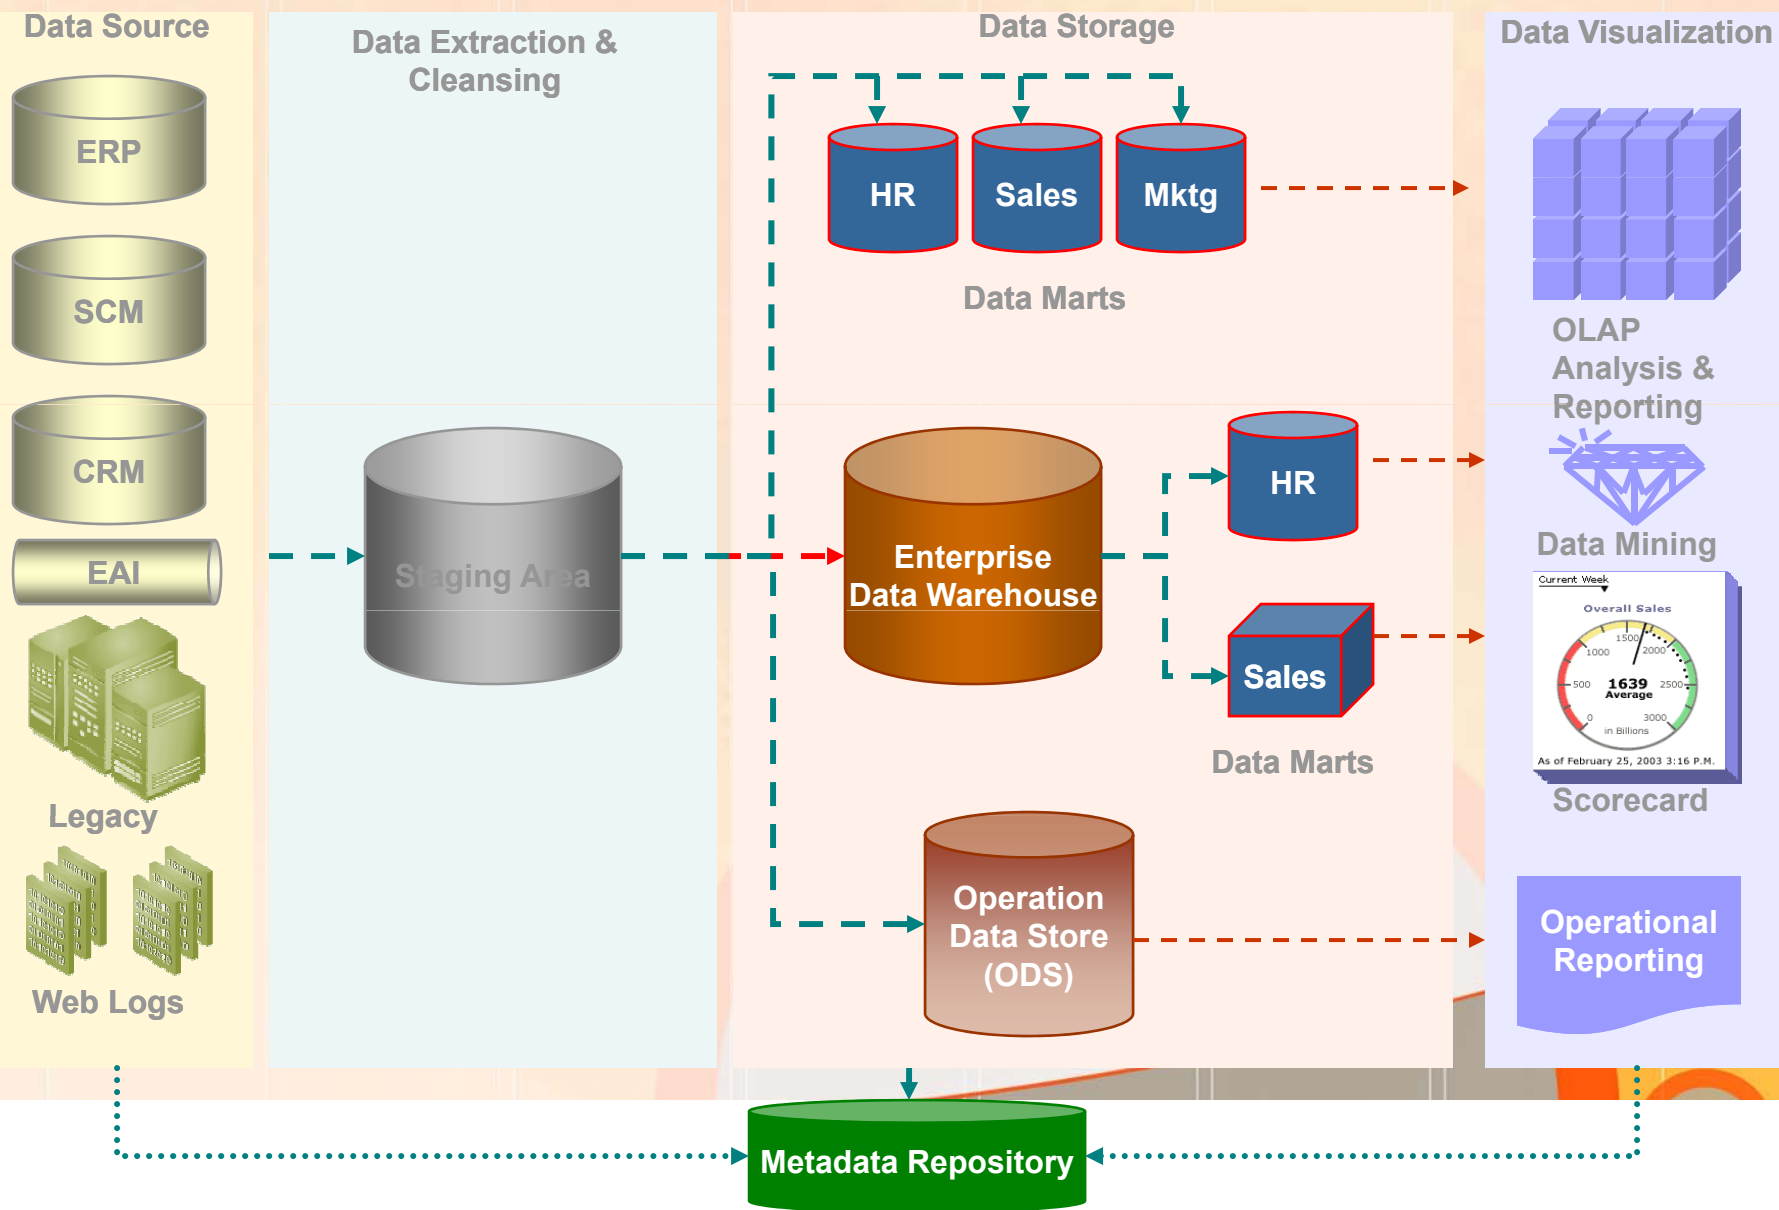 Data Source
ERP
SCM
CRM
EAI
Legacy
Web Logs
Data Extraction &
Cleansing
Staging Area
Data Storage
HR
Sales
Mktg
Data Marts
Enterprise
Data Warehouse
HR
Sales
Data Marts
Operation
Data Store
(ODS)
Data Visualization
OLAP
Analysis &
Reporting
Data Mining
Current Week
Overall Sales
1500
1000
2000
500
1639
2500
Average
0
3000
in Billions
As of February 25, 2003 3:16 P.M.
Scorecard
Operational
Reporting
Metadata Repository